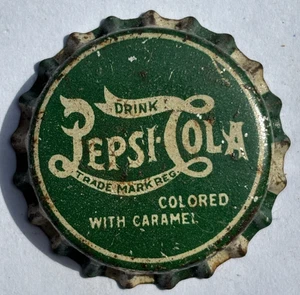 DRINK
PEPSI-COLA
TRADE MARK REG.
COLORED
WITH CARAMEL